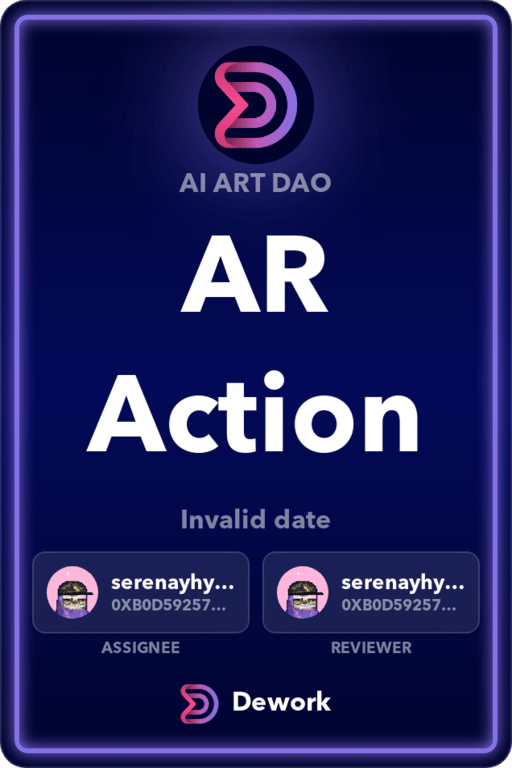 AI ART DAO
AR
Action
Invalid date
serenayhy...
0XB0D59257...
ASSIGNEE
serenayhy...
0XB0D59257...
REVIEWER
Dework